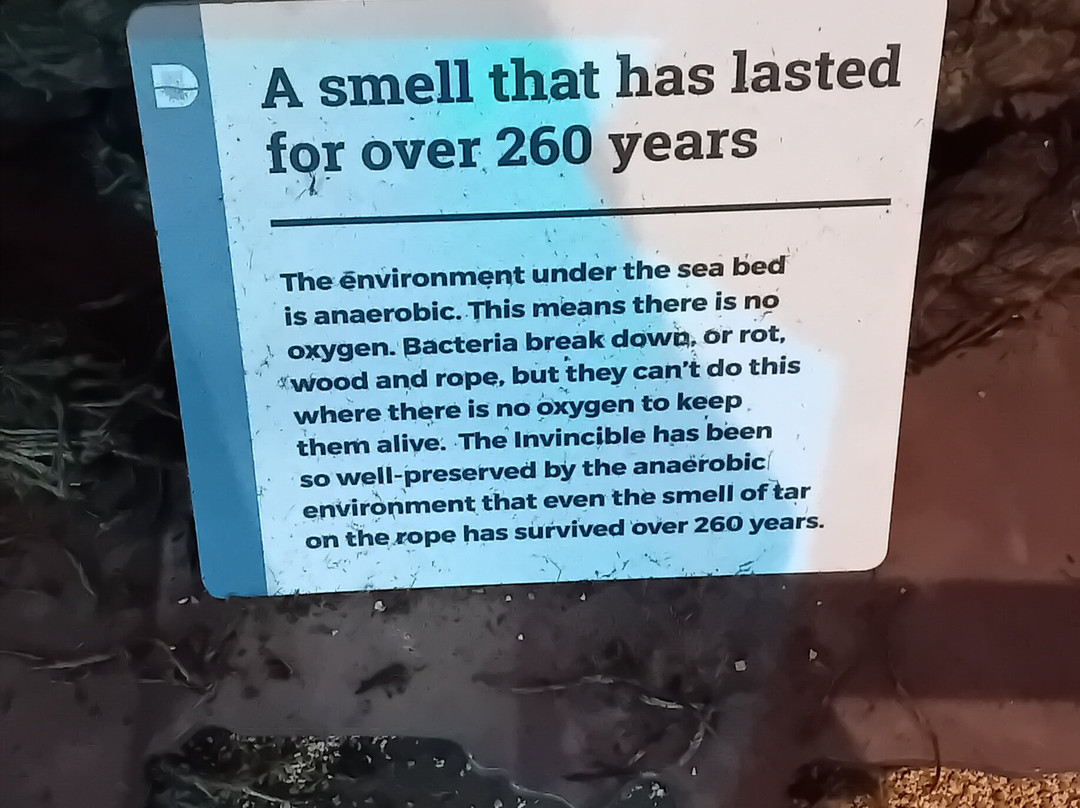 A smell that has lasted
for over 260 years
The environment under the sea bed
is anaerobic. This means there is no
oxygen. Bacteria break down, or rot,
wood and rope, but they can't do this
where there is no oxygen to keep
them alive. The Invincible has been
so well-preserved by the anaerobic
environment that even the smell of tar
on the rope has survived over 260 years.